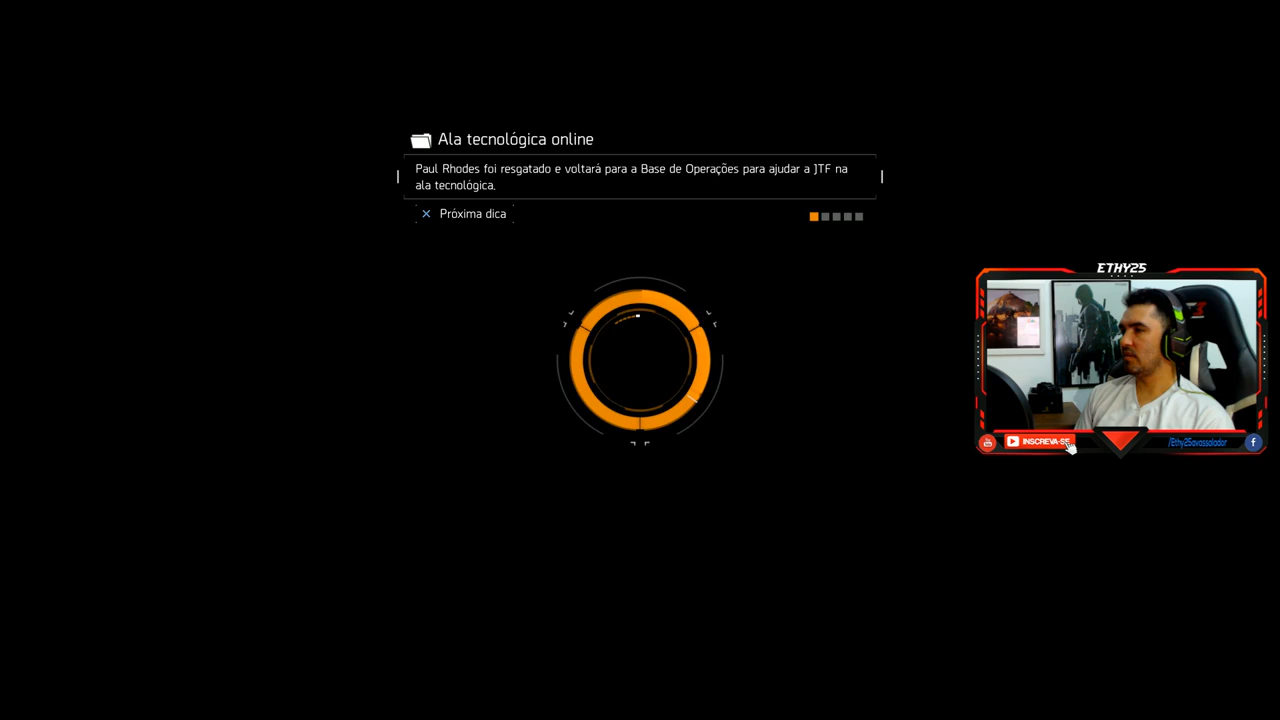 Ala tecnológica online
Paul Rhodes foi resgatado e voltará para a Base de Operações para ajudar a JTF na
ala tecnológica.
Próxima dica
ETHY25
INSCREVA-SE
/Ethy25avassalador